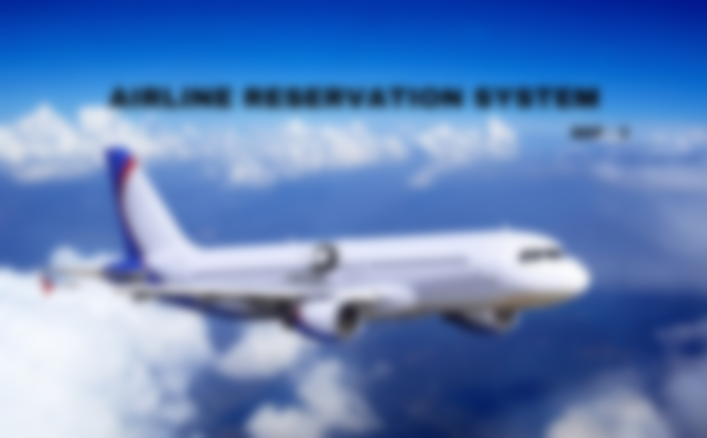 AIRLINE RESERVATION SYSTEM